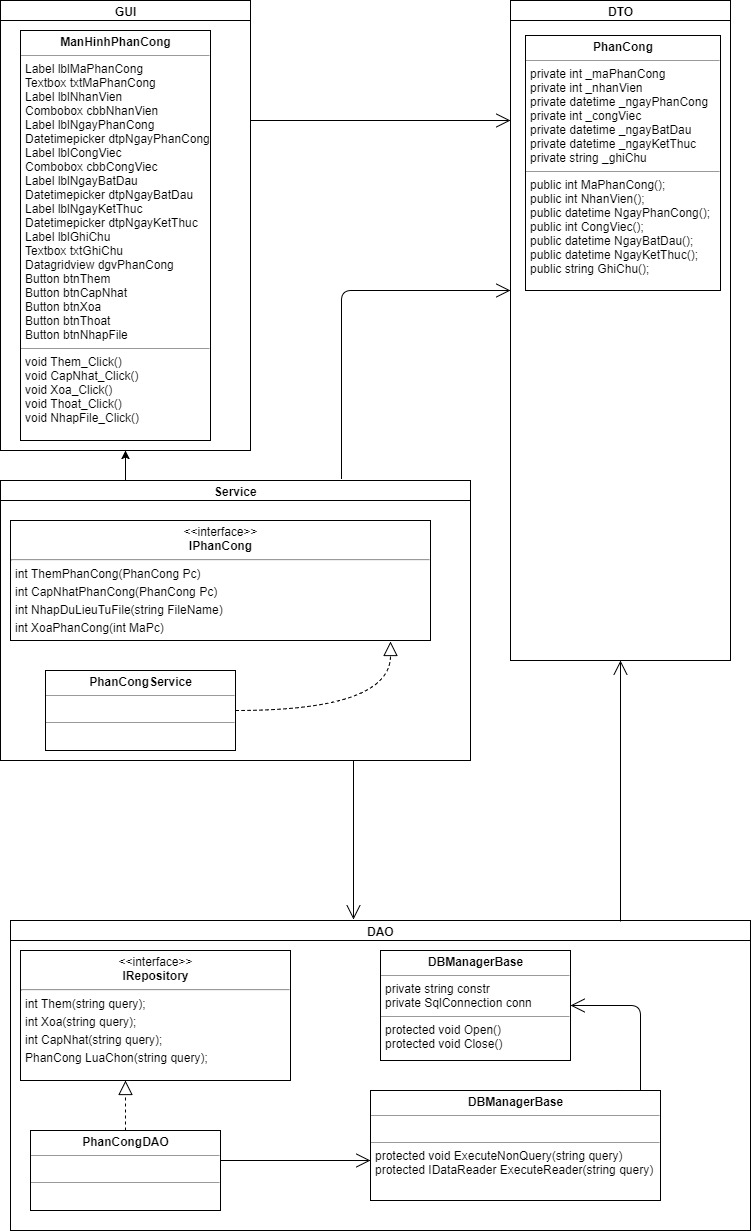 GUI
ManHinhPhanCong
Label lblMaPhanCong
Textbox txtMaPhanCong
Label lblNhanVien
Combobox cbbNhanVien
Label lblNgayPhanCong
Datetimepicker dtpNgayPhanCong
Label lblCongViec
Combobox cbbCongViec
Label lblNgayBatDau
Datetimepicker dtpNgayBatDau
Label lblNgayKetThuc
Datetimepicker dtpNgayKetThuc
Label lblGhiChu
Textbox txtGhiChu
Datagridview dgvPhanCong
Button btnThem
Button btnCapNhat
Button btnXoa
Button btnThoat
Button btnNhapFile
void Them_Click()
void CapNhat_Click()
void Xoa_Click()
void Thoat_Click()
void NhapFile_Click()
DTO
PhanCong
private int _maPhanCong
private int _nhanVien
private datetime _ngayPhanCong
private int _congViec
private datetime _ngayBatDau
private datetime _ngayKetThuc
private string _ghiChu
public int MaPhanCong();
public int NhanVien();
public datetime NgayPhanCong();
public int CongViec();
public datetime NgayBatDau();
public datetime NgayKetThuc();
public string GhiChu();
Service
<<interface>>
IPhanCong
int ThemPhanCong(PhanCong Pc)
int CapNhatPhanCong(PhanCong Pc)
int NhapDuLieuTuFile(string FileName)
int XoaPhanCong(int MaPc)
PhanCongService
DAO
<<interface>>
IRepository
int Them(string query);
int Xoa(string query);
int CapNhat(string query);
PhanCong LuaChon(string query);
PhanCongDAO
DBManagerBase
private string constr
private SqlConnection conn
protected void Open()
protected void Close()
DBManagerBase
protected void ExecuteNonQuery(string query)
protected IDataReader ExecuteReader(string query)